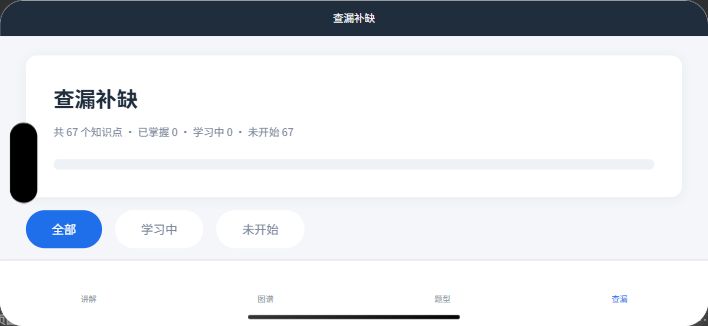 查漏补缺
查漏补缺
共 67 个知识点 · 已掌握 0 · 学习中 0 · 未开始 67
全部 学习中 未开始
讲解 图谱 题型 查漏